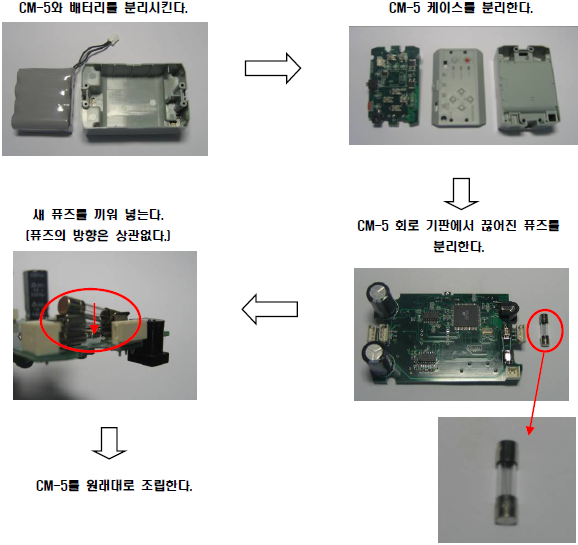 CM-5와 배터리를 분리시킨다.
CM-5 케이스를 분리한다.
CM-5 회로 기판에서 끊어진 퓨즈를
분리한다.
새 퓨즈를 끼워 넣는다.
(퓨즈의 방향은 상관없다.)
CM-5를 원래대로 조립한다.